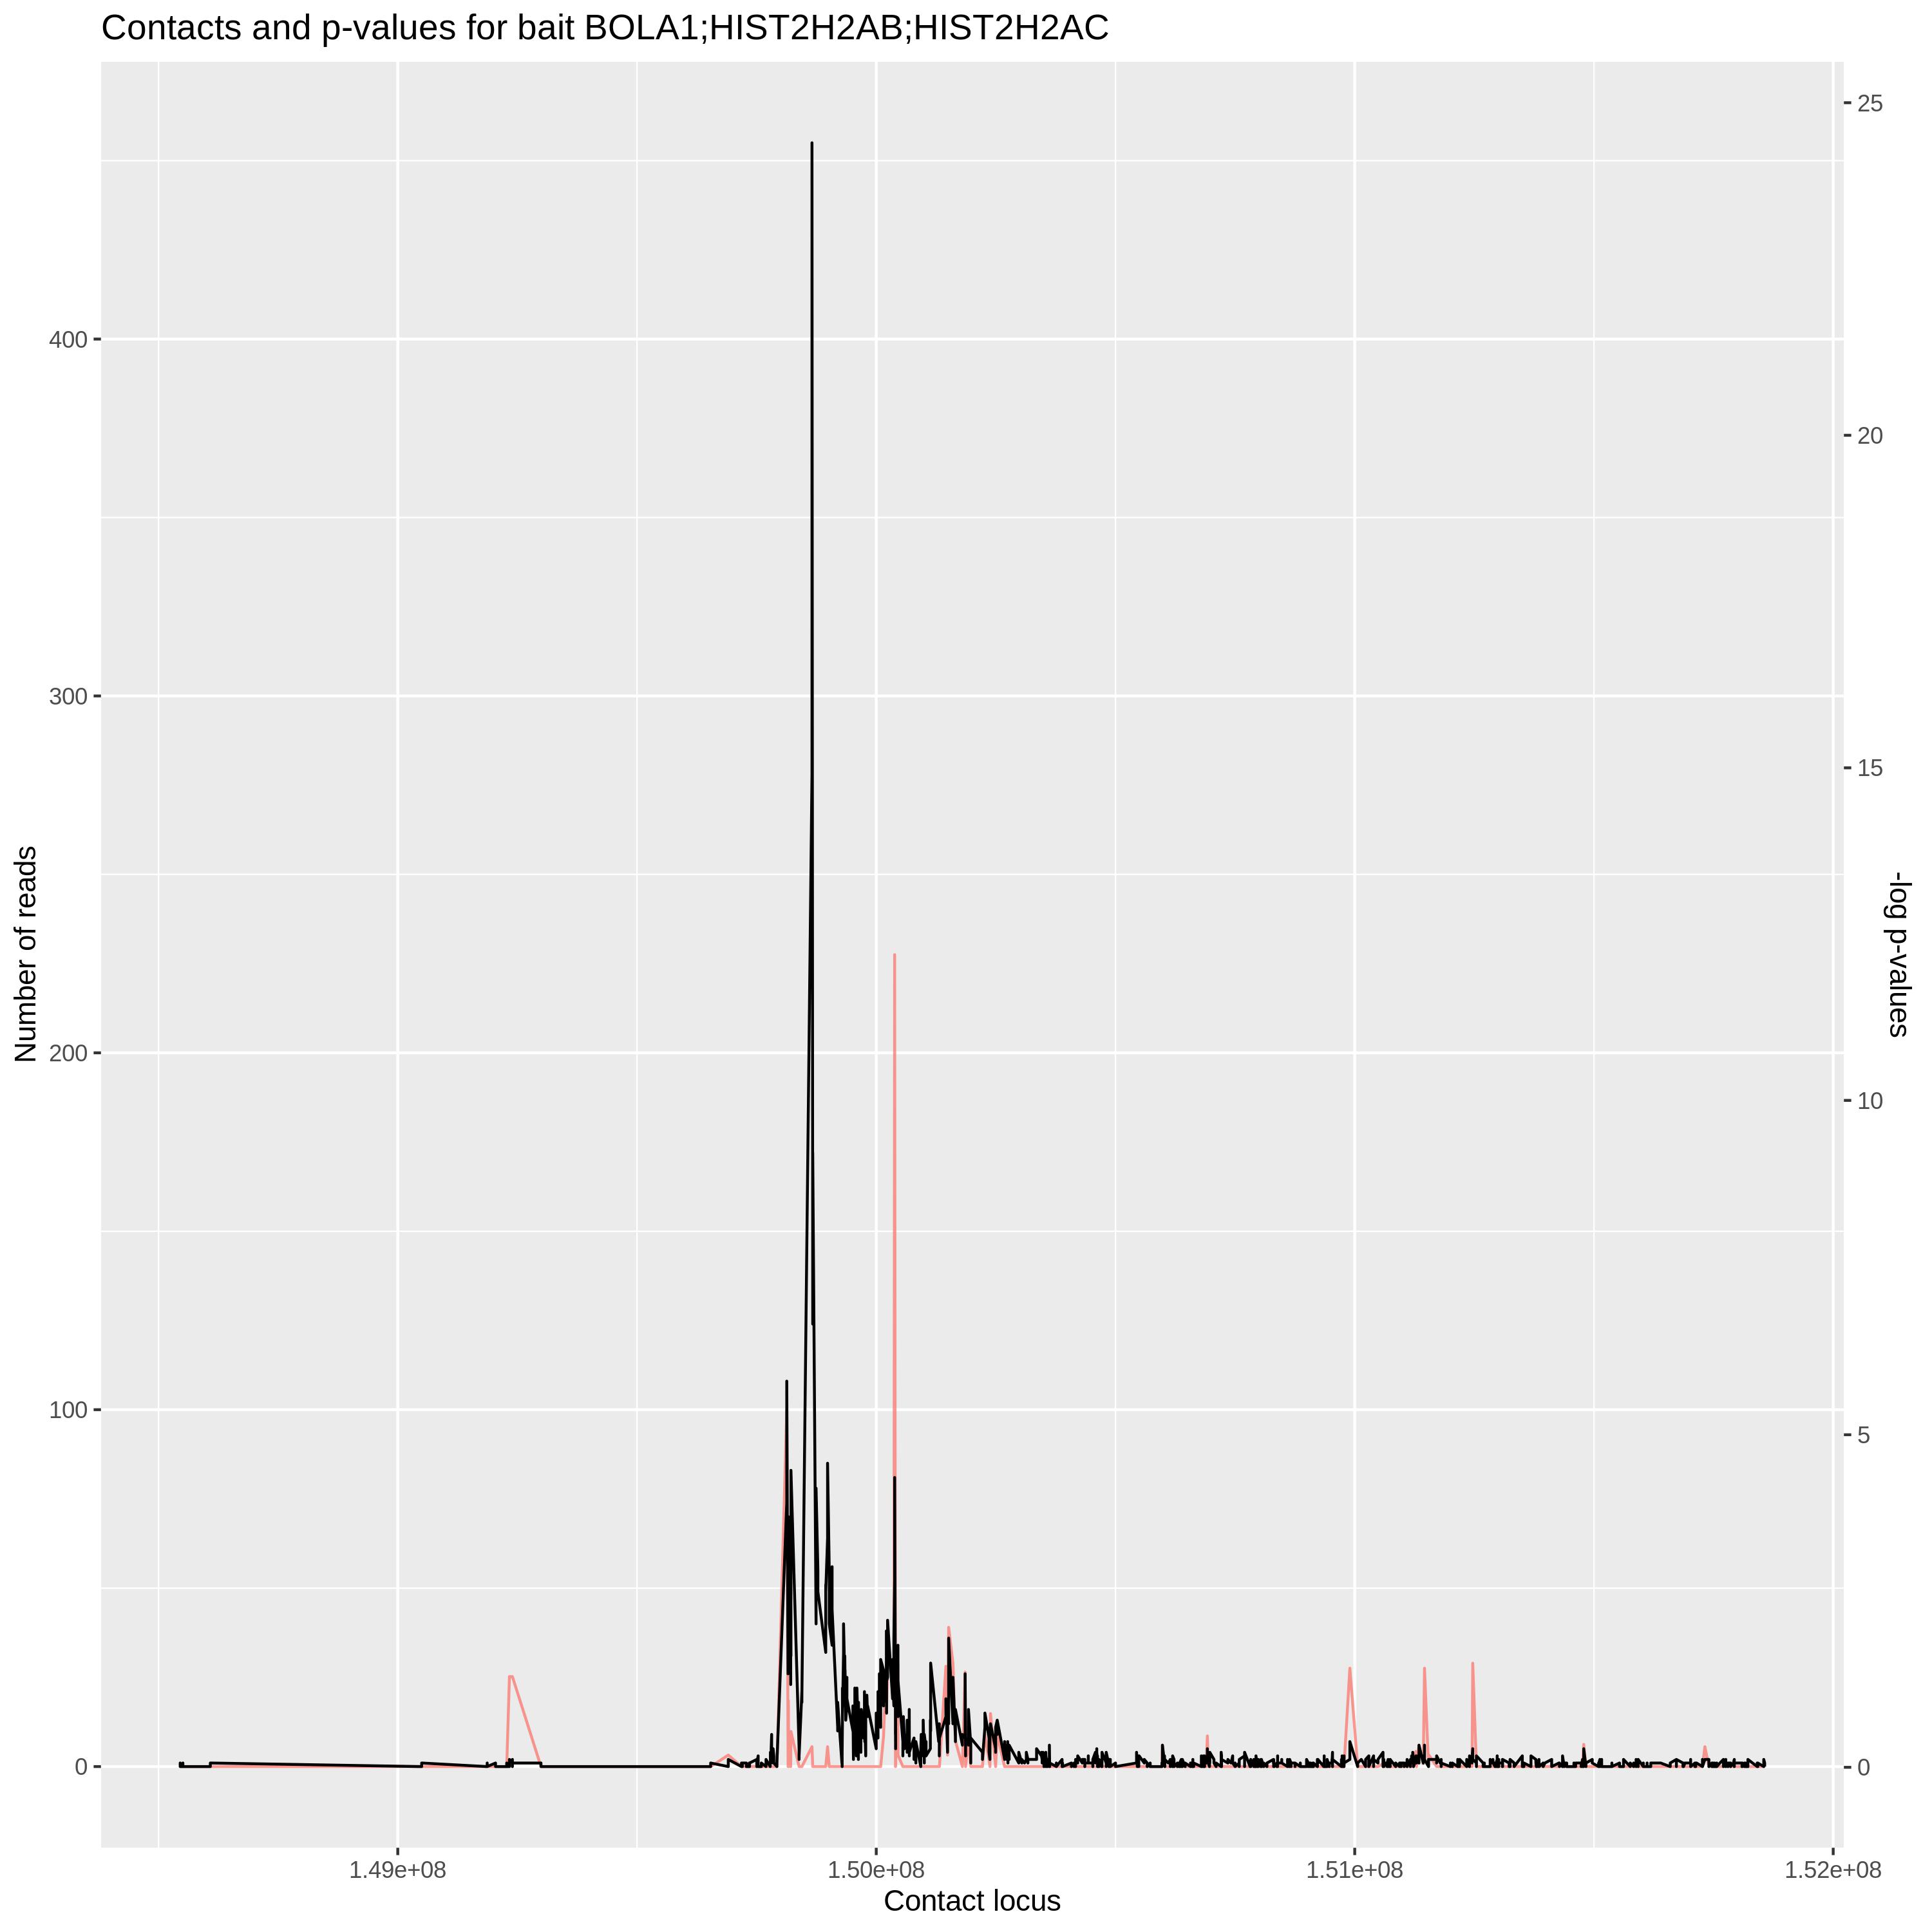 Contacts and p-values for bait BOLA1;HIST2H2AB;HIST2H2AC
Number of reads
400
300
200
100
0
25
20
15
10
5
0
-log p-values
1.49e+08 1.50e+08 1.51e+08 1.52e+08
Contact locus